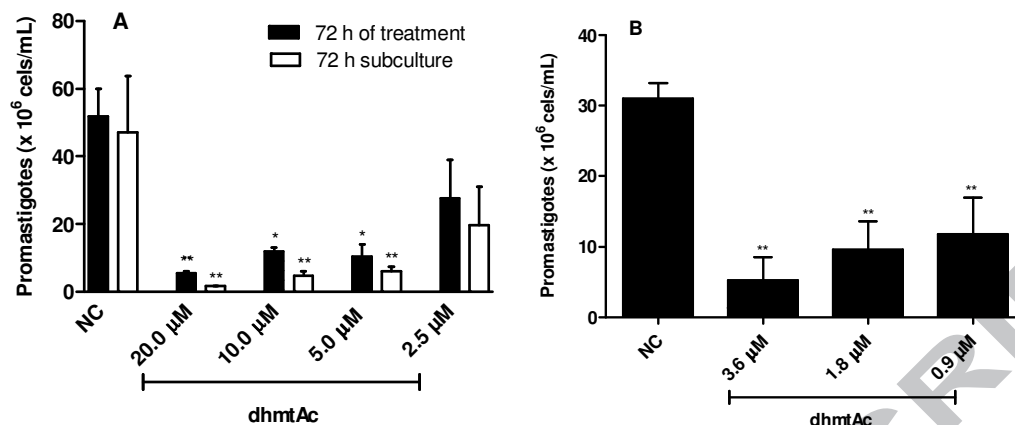 A
72 h of treatment
72 h subculture
Promastigotes (x 10⁶ cels/mL)
80
60
40
20
0
**
**
*
**
*
**
NC
20.0 µM
10.0 µM
5.0 µM
2.5 µM
dhmtAc
B
Promastigotes (x 10⁶ cels/mL)
40
30
20
10
0
**
**
**
NC
3.6 µM
1.8 µM
0.9 µM
dhmtAc